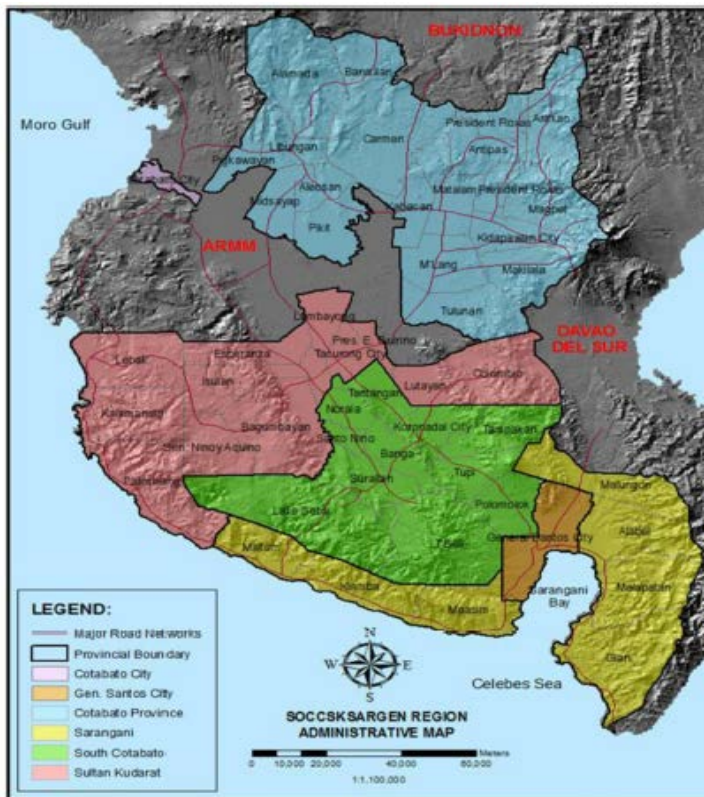 BUKIDNON
Alamada
Banisilan
Moro Gulf
President Roxas
Arakan
Carmen
Antipas
Libungan
Pigkawayan
Aleosan
Matalam
President Roxas
Midsayap
Kabacan
Magpet
Pikit
Kidapawan City
ARMM
M'Lang
Makilala
Tulunan
Lambayong
DAVAO
DEL SUR
Pres. E. Quirino
Lebak
Esperanza
Tacurong City
Isulan
Lutayan
Columbio
Tantangan
Kalamansig
Norala
Bagumbayan
Koronadal City
Tampakan
Sen. Ninoy Aquino
Santo Nino
Banga
Palimbang
Surallah
Tupi
Malungon
Lake Sebu
Polomolok
General Santos City
Alabel
Maitum
T'Boli
Kiamba
Sarangani
Bay
Malapatan
Maasim
Glan
Celebes Sea
LEGEND:
Major Road Networks
Provincial Boundary
Cotabato City
Gen. Santos City
Cotabato Province
Sarangani
South Cotabato
Sultan Kudarat
N
W
E
S
SOCCSKSARGEN REGION
ADMINISTRATIVE MAP
Meters
0 10,000 20,000 40,000 60,000
1:1,100,000